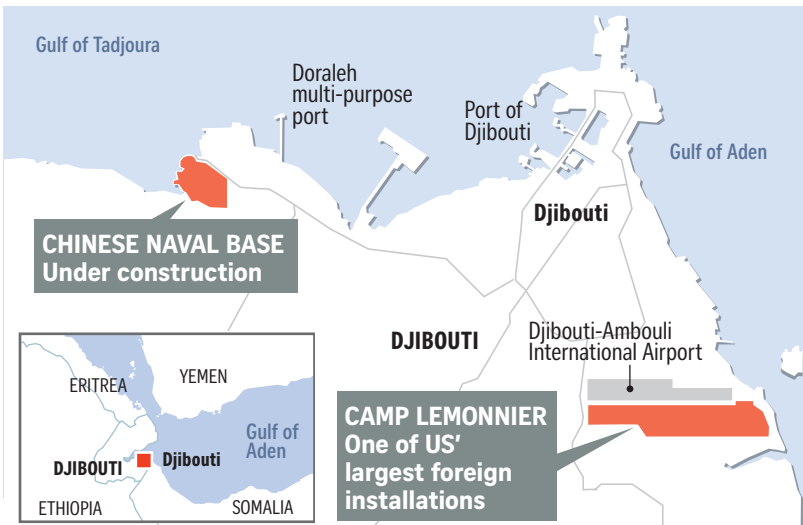 Gulf of Tadjoura
Doraleh
multi-purpose
port
Port of
Djibouti
Gulf of Aden
Djibouti
CHINESE NAVAL BASE
Under construction
DJIBOUTI
Djibouti-Ambouli
International Airport
CAMP LEMONNIER
One of US'
largest foreign
installations
ERITREA
YEMEN
Gulf of
Aden
DJIBOUTI
Djibouti
ETHIOPIA
SOMALIA